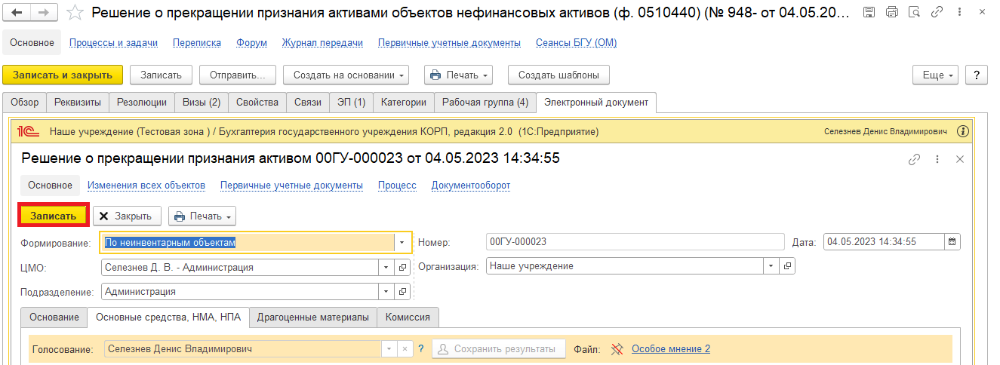 Решение о прекращении признания активами объектов нефинансовых активов (ф. 0510440) (№ 948- от 04.05.20...
Основное Процессы и задачи Переписка Форум Журнал передачи Первичные учетные документы Сеансы БГУ (ОМ)
Записать и закрыть Записать Отправить... Создать на основании Печать Создать шаблоны Еще ?
Обзор Реквизиты Резолюции Визы (2) Свойства Связи ЭП (1) Категории Рабочая группа (4) Электронный документ
1С Наше учреждение (Тестовая зона ) / Бухгалтерия государственного учреждения КОРП, редакция 2.0 (1С:Предприятие) Селезнев Денис Владимирович i
Решение о прекращении признания активом 00ГУ-000023 от 04.05.2023 14:34:55
Основное Изменения всех объектов Первичные учетные документы Процесс Документооборот
Записать Закрыть Печать
Формирование: По неинвентарным объектам Номер: 00ГУ-000023 Дата: 04.05.2023 14:34:55
ЦМО: Селезнев Д. В. - Администрация Организация: Наше учреждение
Подразделение: Администрация
Основание Основные средства, НМА, НПА Драгоценные материалы Комиссия
Голосование: Селезнев Денис Владимирович ? Сохранить результаты Файл: Особое мнение 2